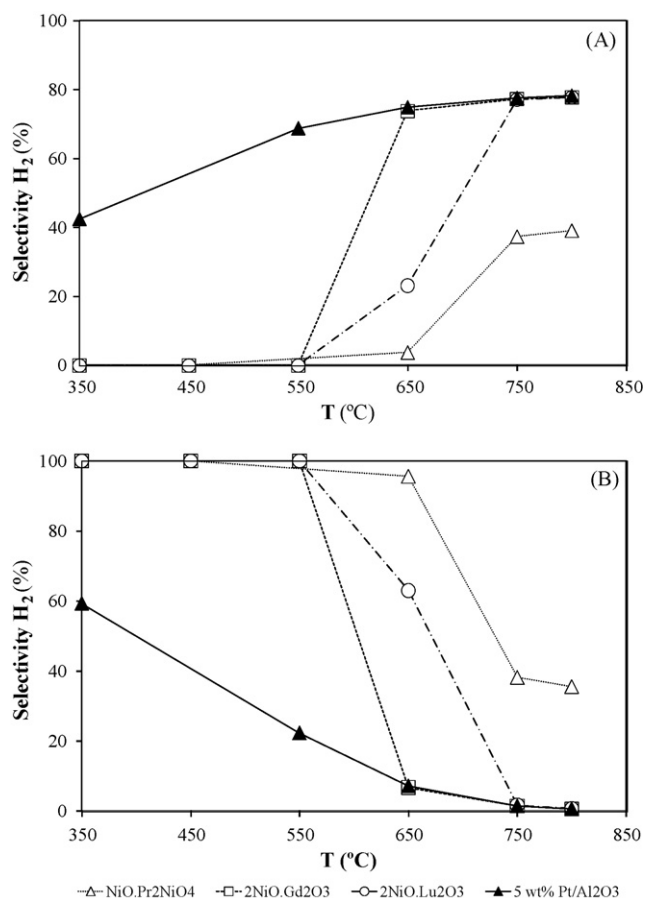 (A)
Selectivity H2 (%)
100
80
60
40
20
0
350 450 550 650 750 850
T (ºC)
(B)
Selectivity H2 (%)
100
80
60
40
20
0
350 450 550 650 750 850
T (ºC)
NiO.Pr2NiO4 2NiO.Gd2O3 2NiO.Lu2O3 5 wt% Pt/Al2O3